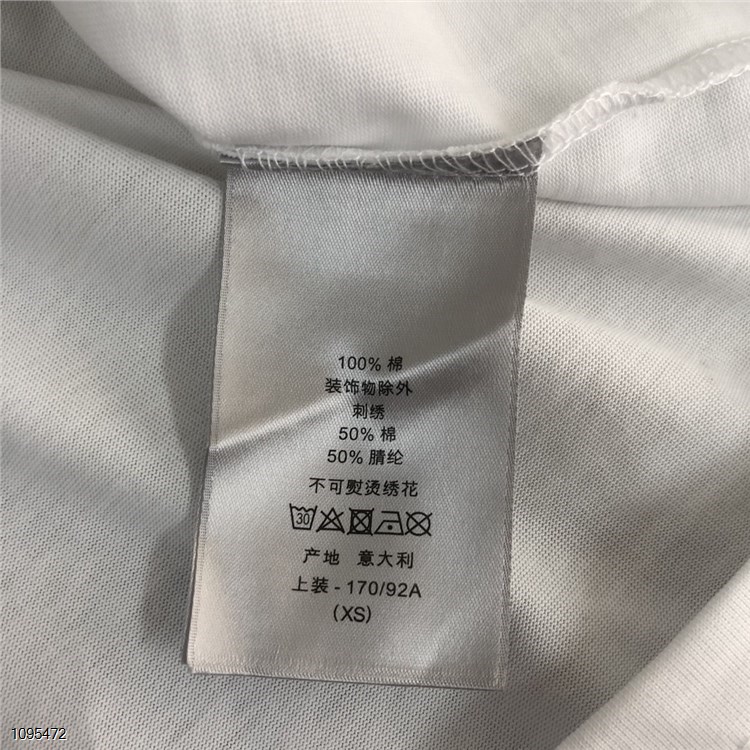 100% 棉
装饰物除外
刺绣
50% 棉
50% 腈纶
不可熨烫绣花
30
产地 意大利
上装 - 170/92A
(XS)
1095472